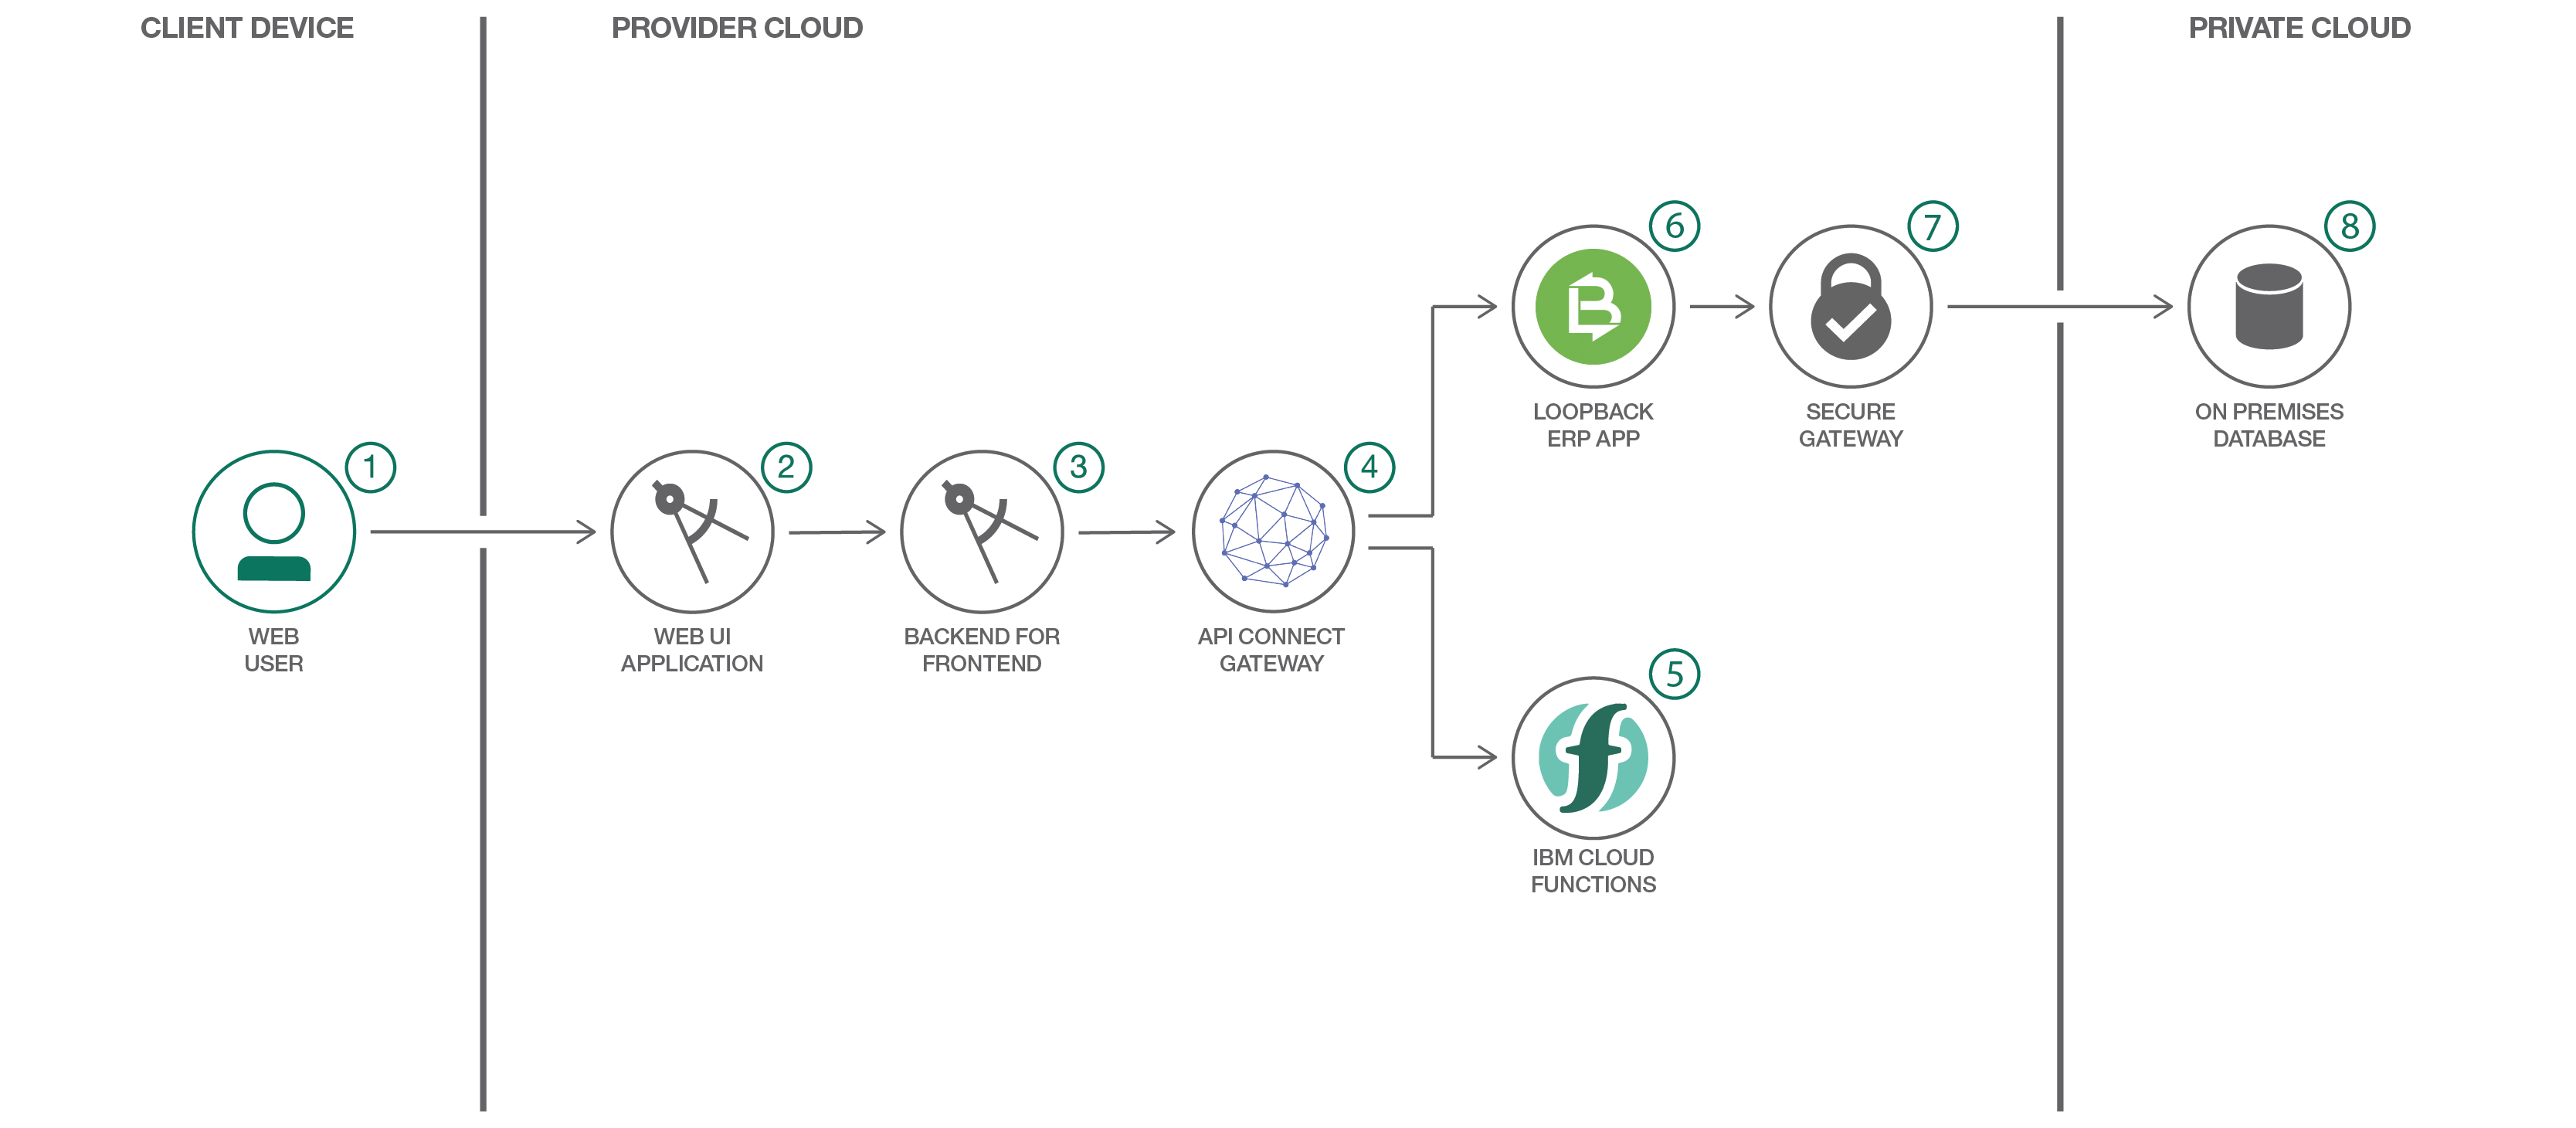 CLIENT DEVICE
PROVIDER CLOUD
PRIVATE CLOUD
1
WEB
USER
2
WEB UI
APPLICATION
3
BACKEND FOR
FRONTEND
4
API CONNECT
GATEWAY
6
LOOPBACK
ERP APP
7
SECURE
GATEWAY
8
ON PREMISES
DATABASE
5
IBM CLOUD
FUNCTIONS